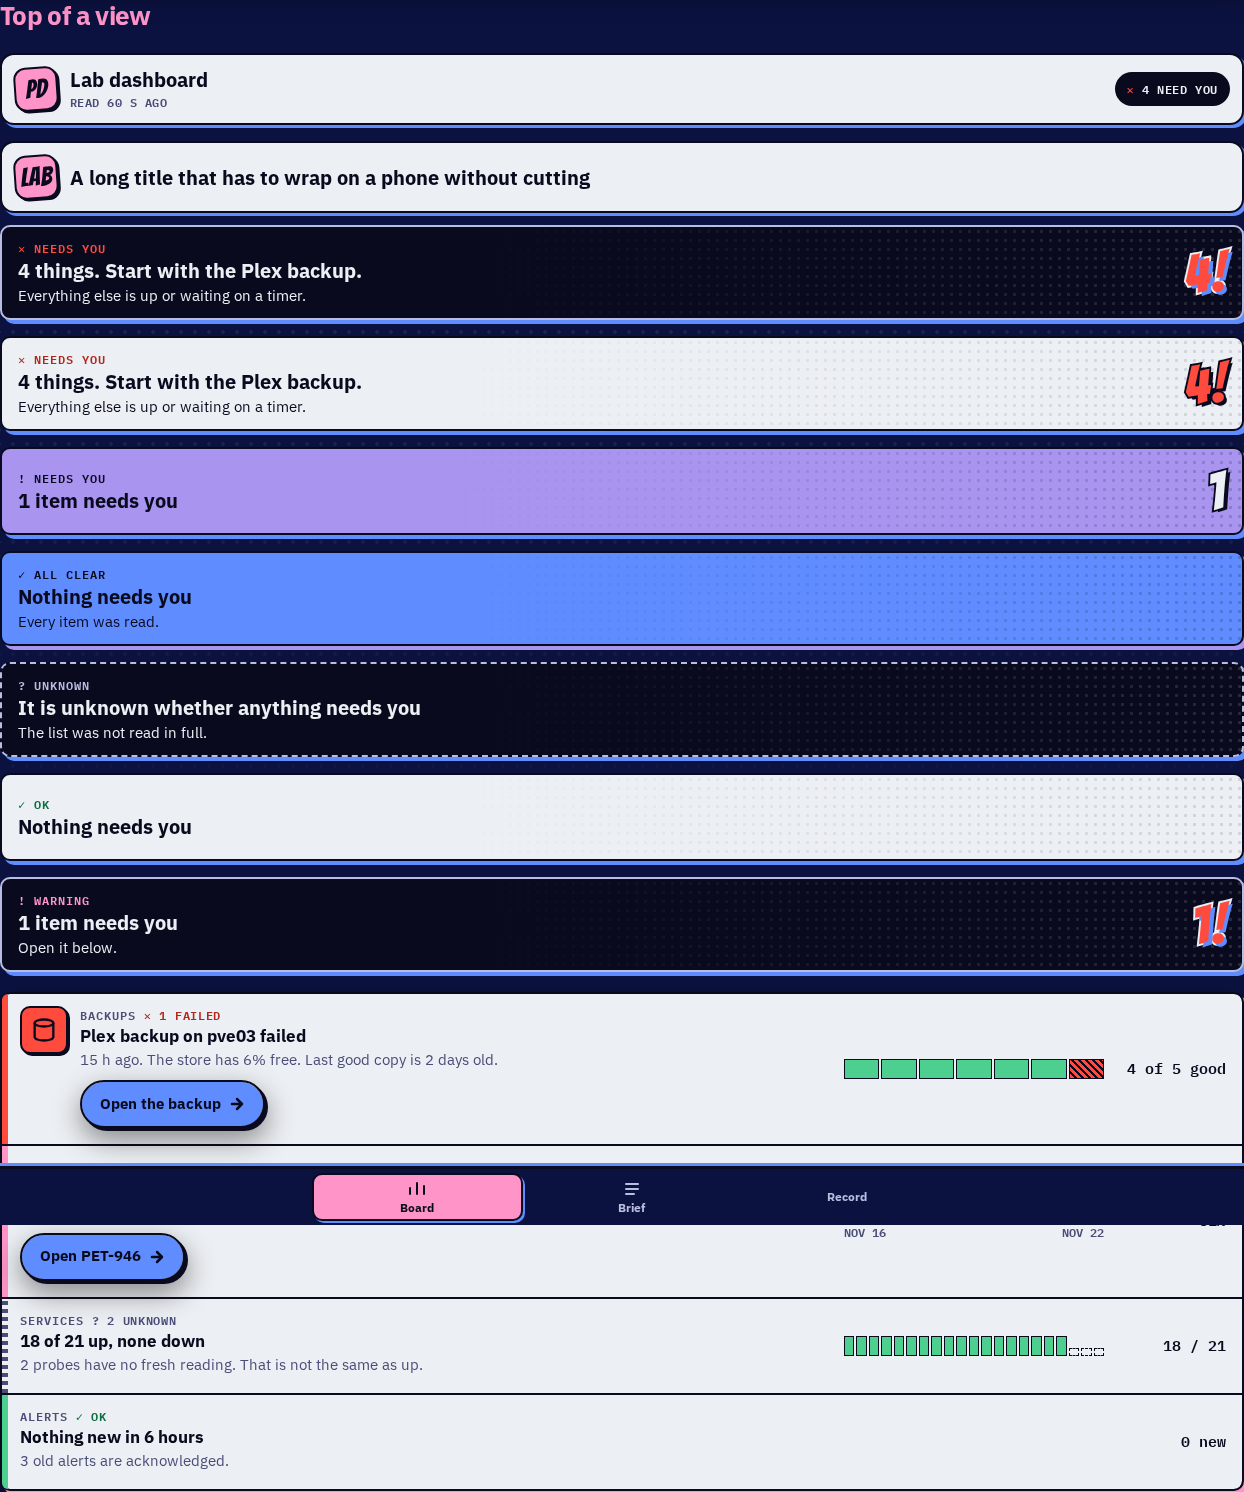 Top of a view
PD
Lab dashboard
READ 60 S AGO
× 4 NEED YOU
LAB
A long title that has to wrap on a phone without cutting
× NEEDS YOU
4 things. Start with the Plex backup.
Everything else is up or waiting on a timer.
4!
× NEEDS YOU
4 things. Start with the Plex backup.
Everything else is up or waiting on a timer.
4!
! NEEDS YOU
1 item needs you
1
✓ ALL CLEAR
Nothing needs you
Every item was read.
? UNKNOWN
It is unknown whether anything needs you
The list was not read in full.
✓ OK
Nothing needs you
! WARNING
1 item needs you
Open it below.
1!
BACKUPS × 1 FAILED
Plex backup on pve03 failed
15 h ago. The store has 6% free. Last good copy is 2 days old.
4 of 5 good
Open the backup →
Board
Brief
Record
NOV 16
NOV 22
Open PET-946 →
SERVICES ? 2 UNKNOWN
18 of 21 up, none down
2 probes have no fresh reading. That is not the same as up.
18 / 21
ALERTS ✓ OK
Nothing new in 6 hours
3 old alerts are acknowledged.
0 new